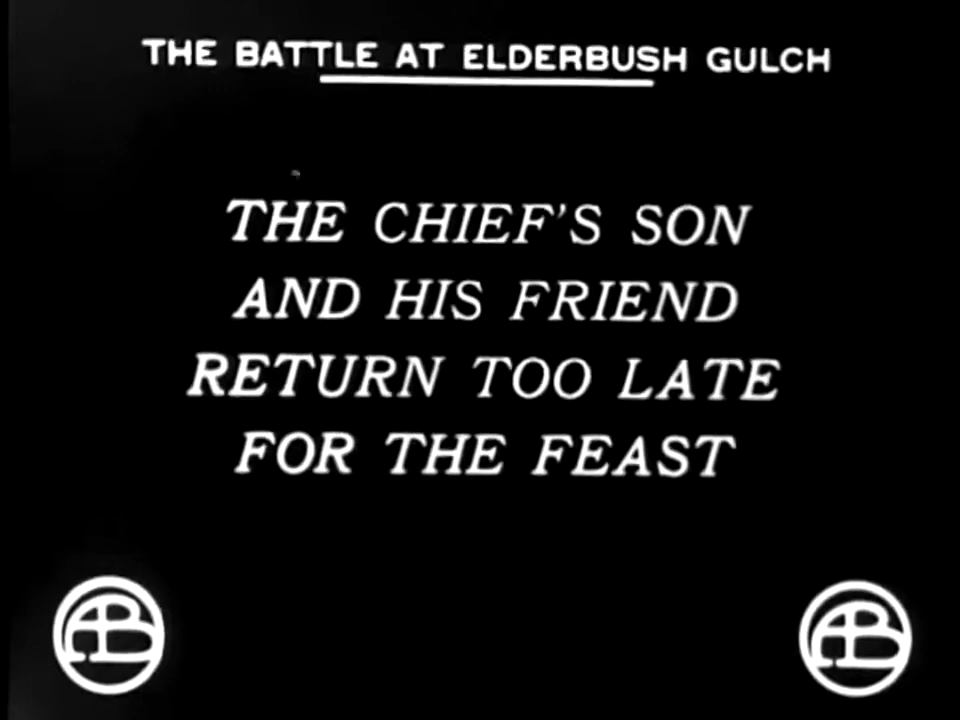 THE BATTLE AT ELDERBUSH GULCH
THE CHIEF'S SON
AND HIS FRIEND
RETURN TOO LATE
FOR THE FEAST
AB AB